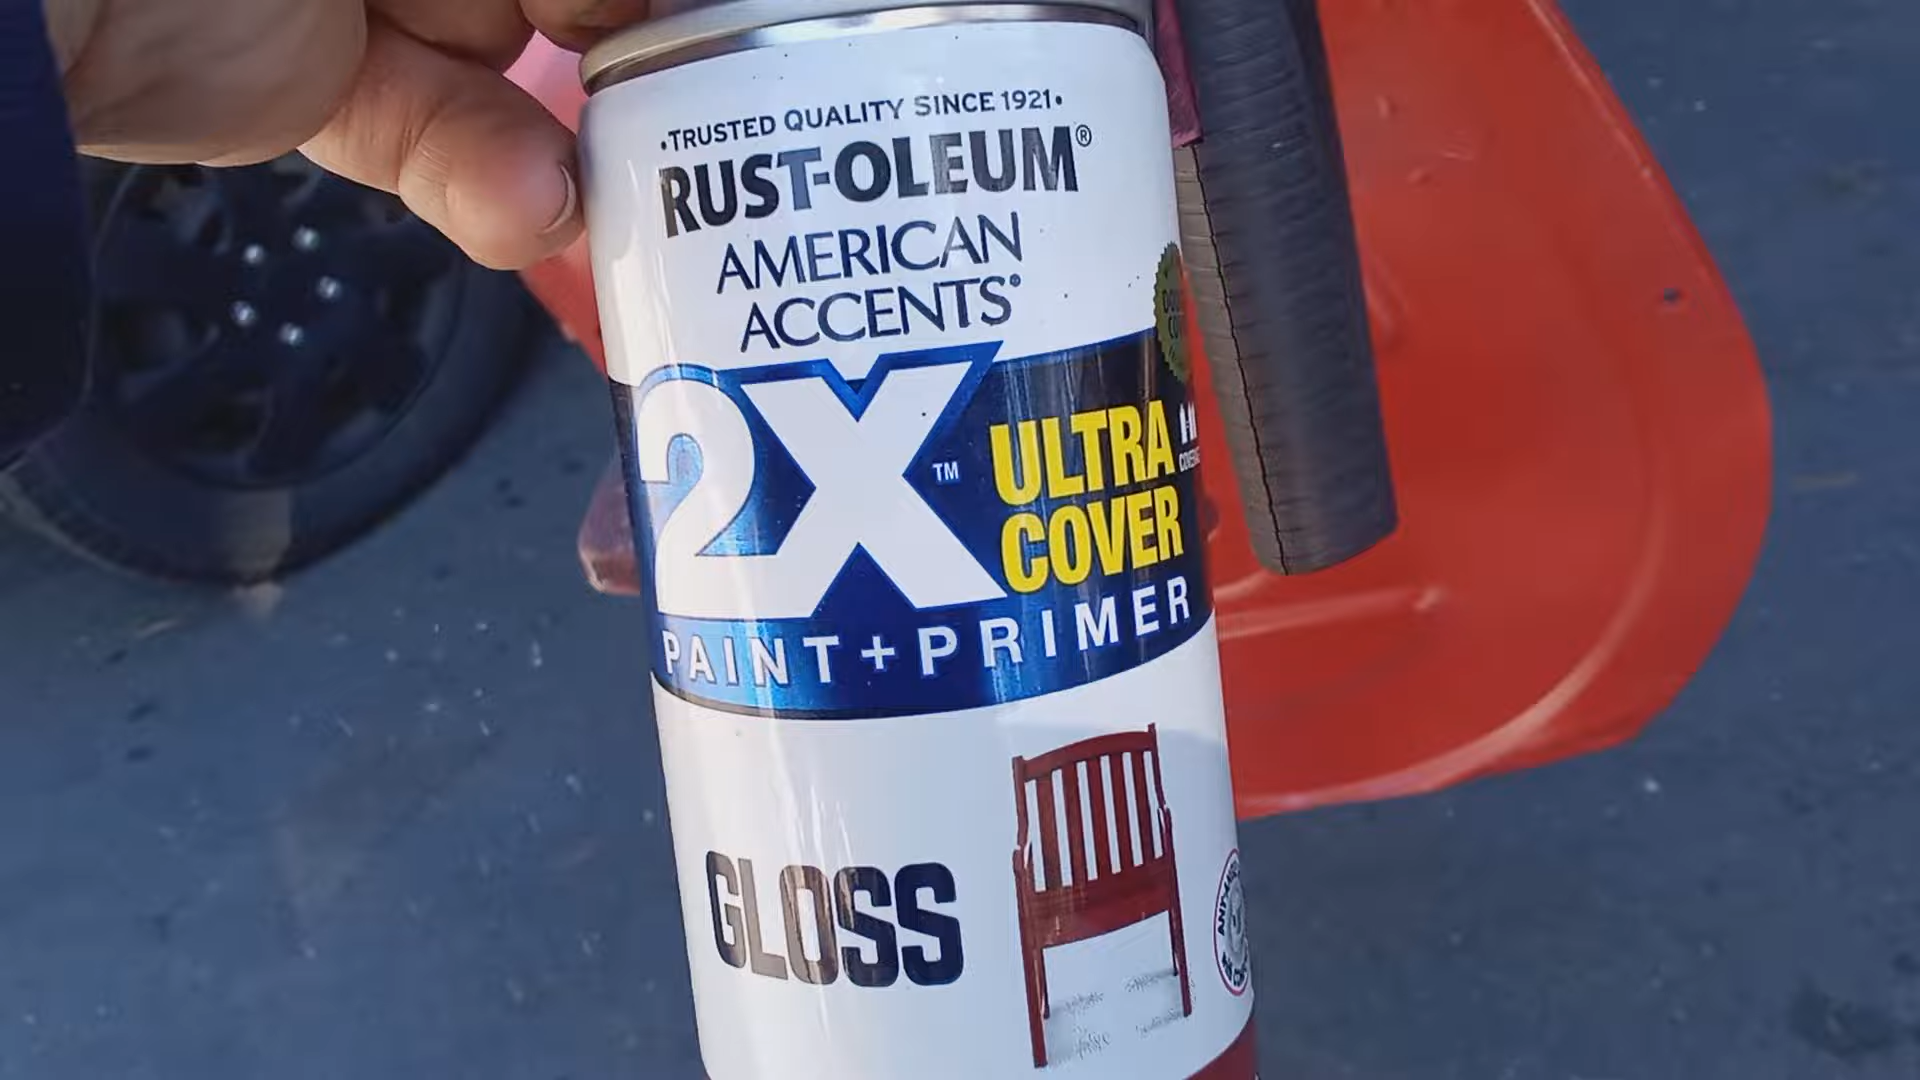 •TRUSTED QUALITY SINCE 1921•
RUST-OLEUM®
AMERICAN
ACCENTS®
2X™
ULTRA
COVER
PAINT+PRIMER
GLOSS